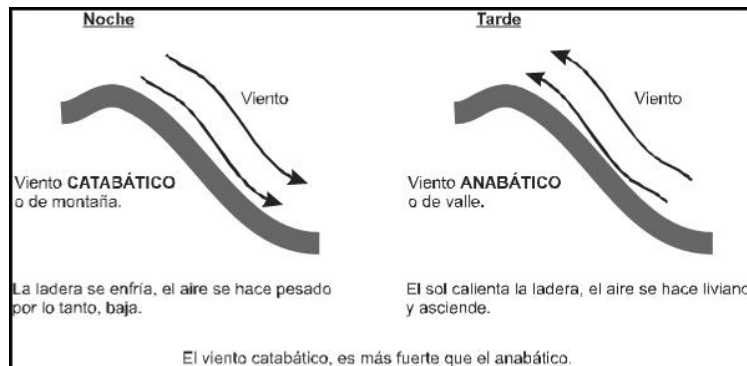 Noche
Viento
Viento CATABÁTICO
o de montaña.
La ladera se enfría, el aire se hace pesado
por lo tanto, baja.
Tarde
Viento
Viento ANABÁTICO
o de valle.
El sol calienta la ladera, el aire se hace liviano
y asciende.
El viento catabático, es más fuerte que el anabático.